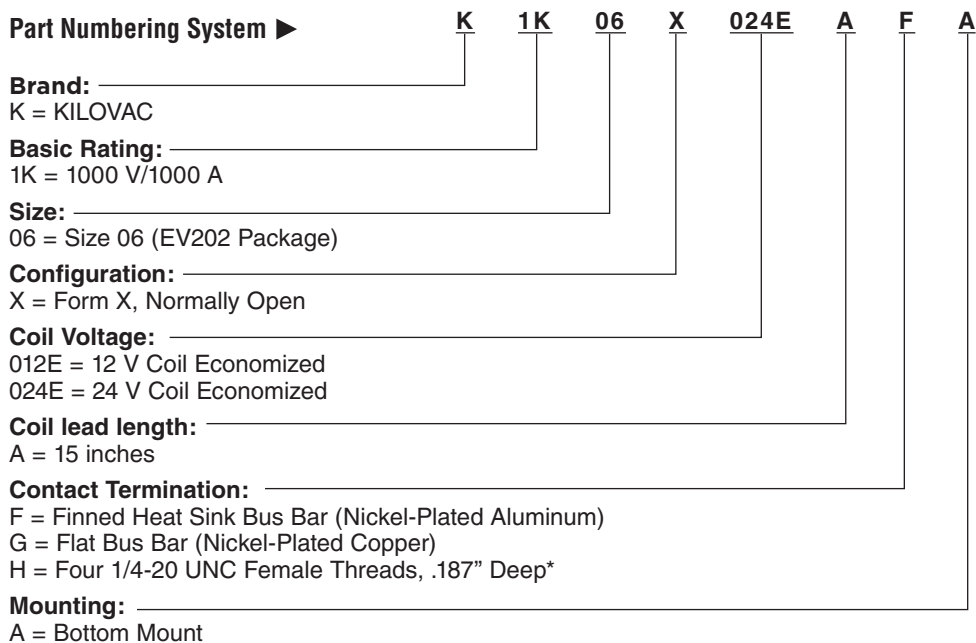 Part Numbering System ▶ K 1K 06 X 024E A F A
Brand:
K = KILOVAC
Basic Rating:
1K = 1000 V/1000 A
Size:
06 = Size 06 (EV202 Package)
Configuration:
X = Form X, Normally Open
Coil Voltage:
012E = 12 V Coil Economized
024E = 24 V Coil Economized
Coil lead length:
A = 15 inches
Contact Termination:
F = Finned Heat Sink Bus Bar (Nickel-Plated Aluminum)
G = Flat Bus Bar (Nickel-Plated Copper)
H = Four 1/4-20 UNC Female Threads, .187” Deep*
Mounting:
A = Bottom Mount